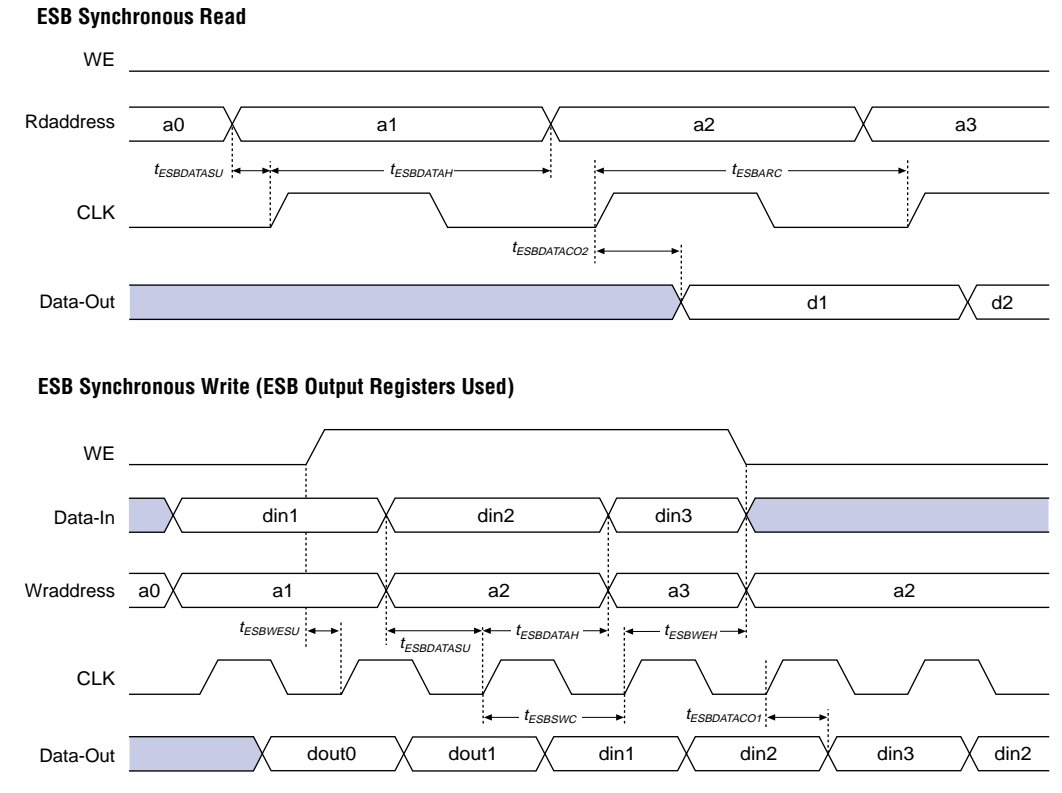 ESB Synchronous Read
WE
Rdaddress a0 a1 a2 a3
tESBDATASU tESBDATAH tESBARC
CLK
tESBDATACO2
Data-Out d1 d2
ESB Synchronous Write (ESB Output Registers Used)
WE
Data-In din1 din2 din3
Wraddress a0 a1 a2 a3 a2
tESBWESU tESBDATASU tESBDATAH tESBWEH
CLK
tESBSWC tESBDATACO1
Data-Out dout0 dout1 din1 din2 din3 din2